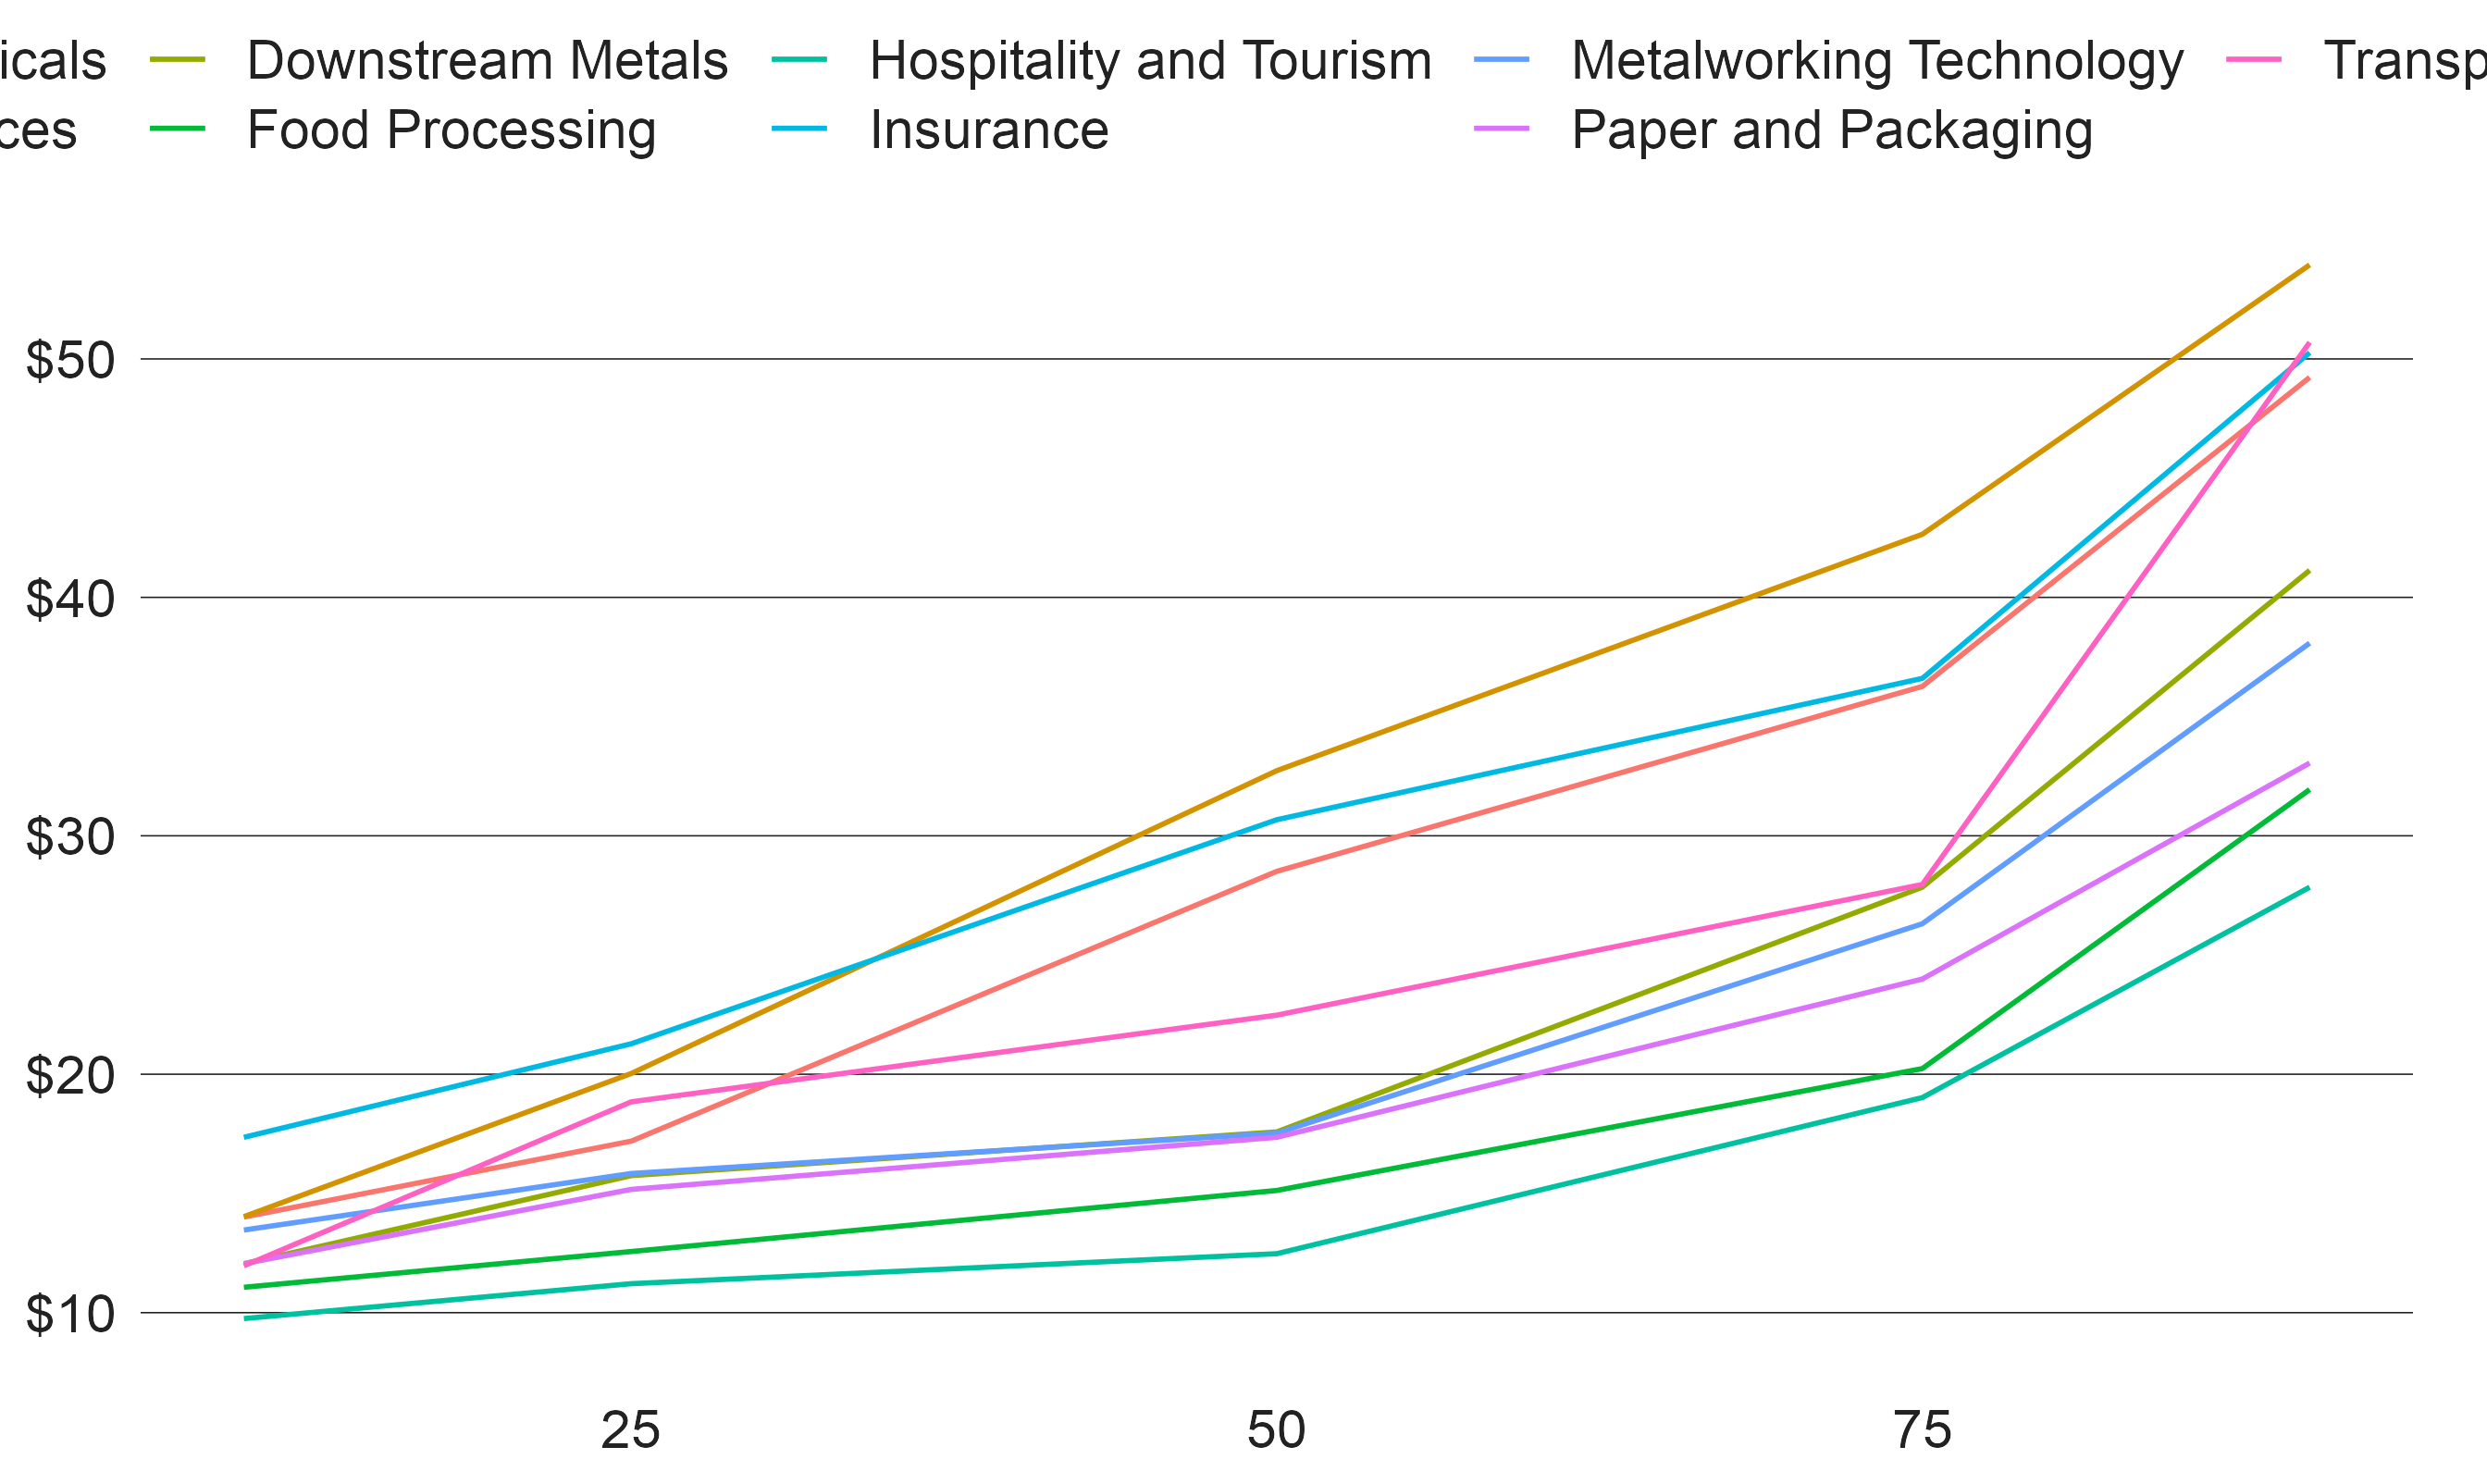 icals Downstream Metals Hospitality and Tourism Metalworking Technology Transp
ces Food Processing Insurance Paper and Packaging
$50
$40
$30
$20
$10
25 50 75